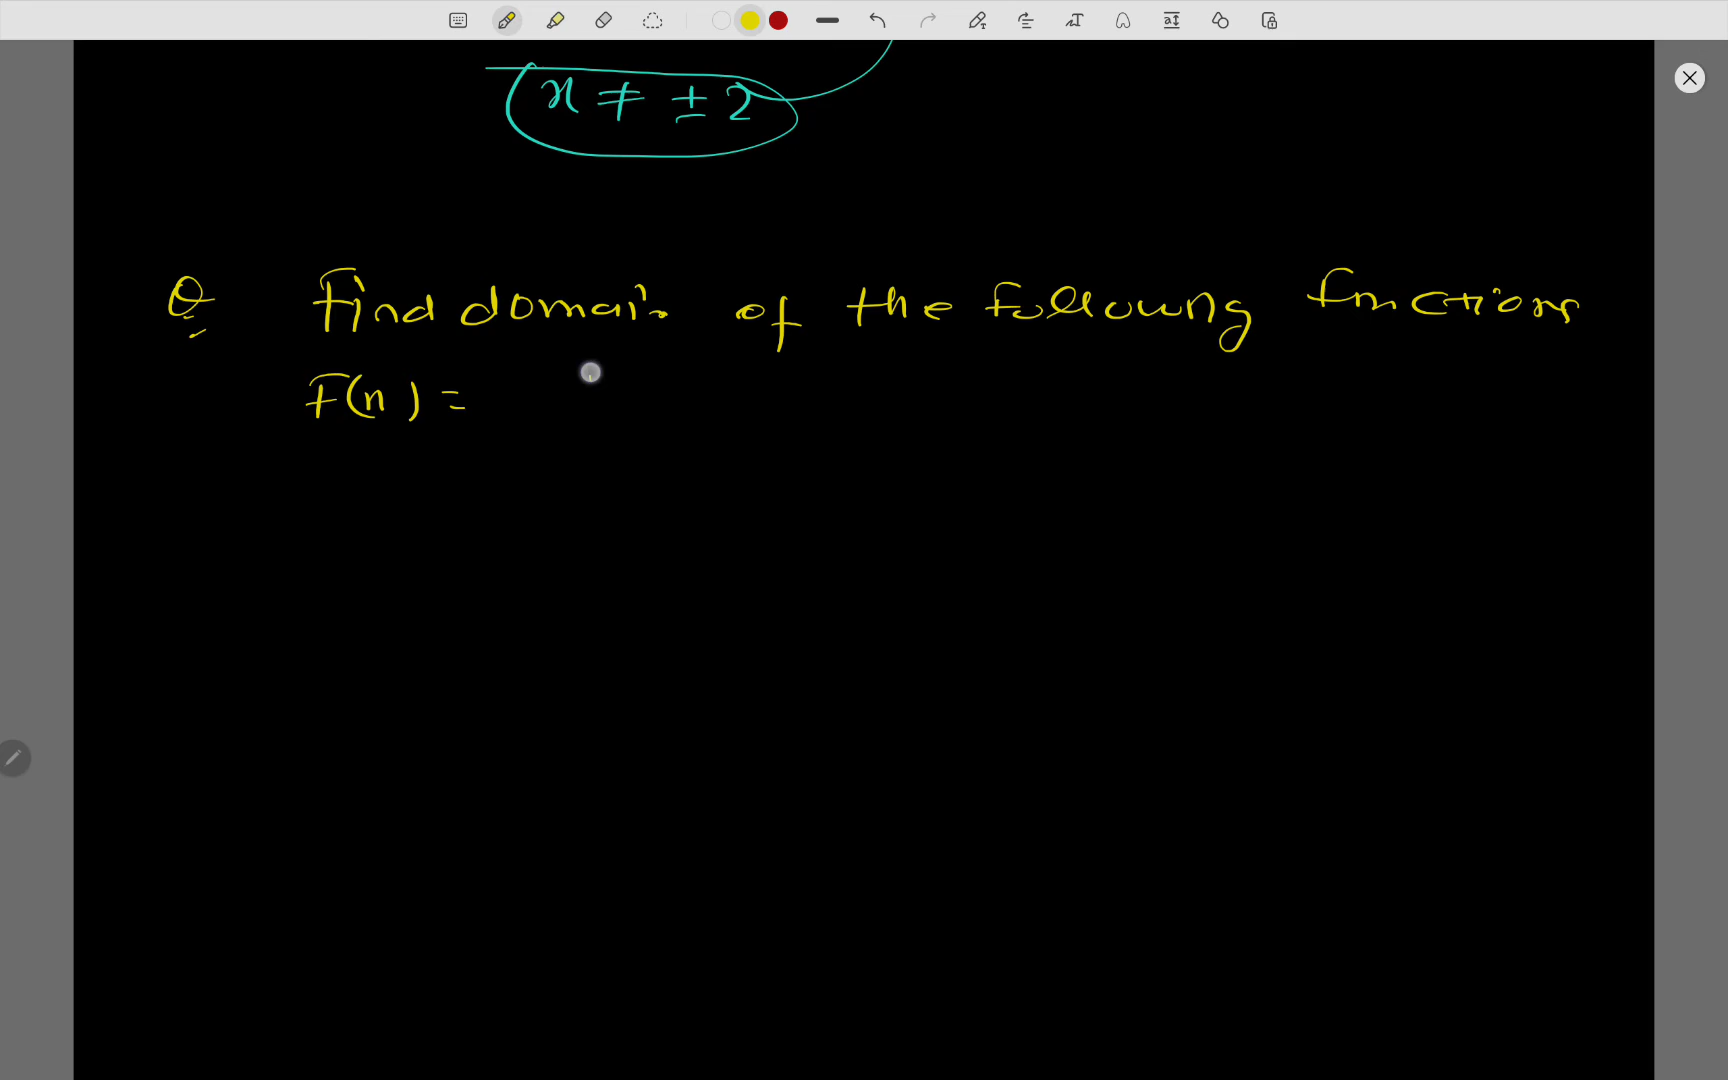 x ≠ ± 2
Q Find domain of the following functions
F(n) =